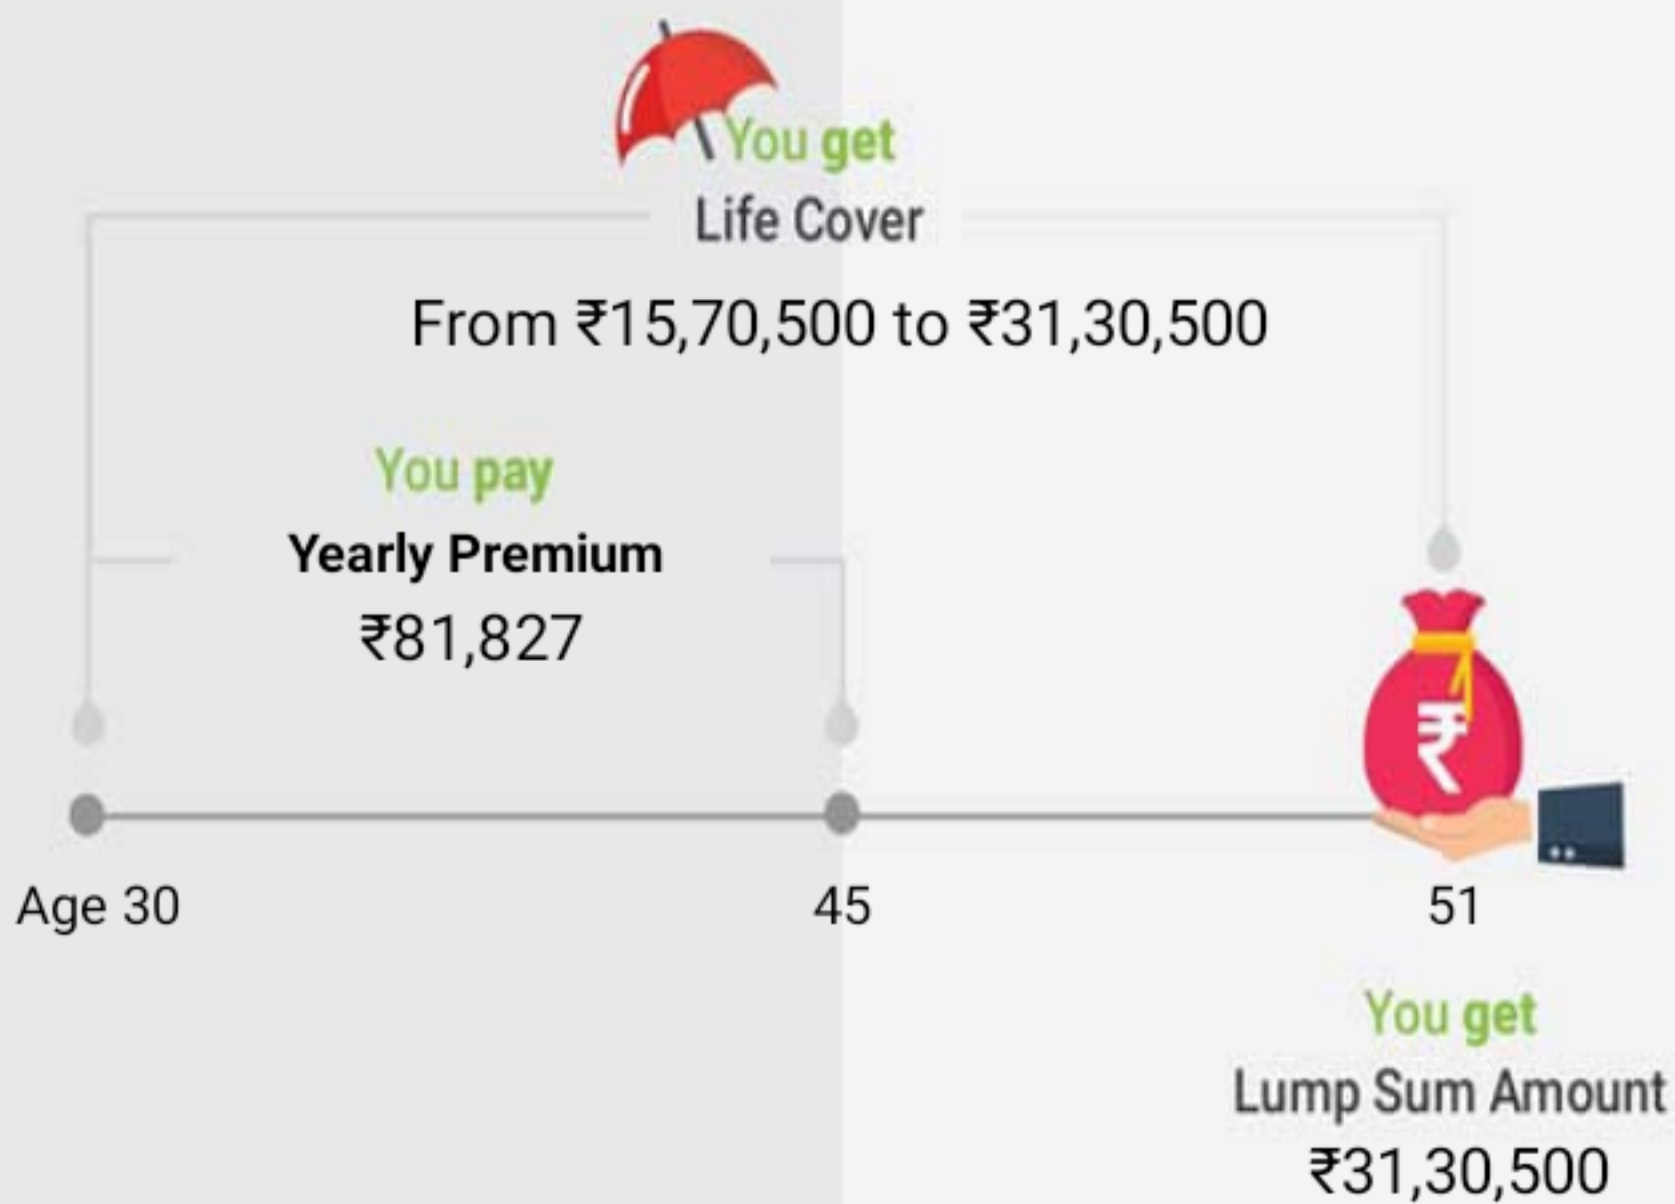 You get
Life Cover
From ₹15,70,500 to ₹31,30,500
You pay
Yearly Premium
₹81,827
₹
Age 30
45
51
You get
Lump Sum Amount
₹31,30,500